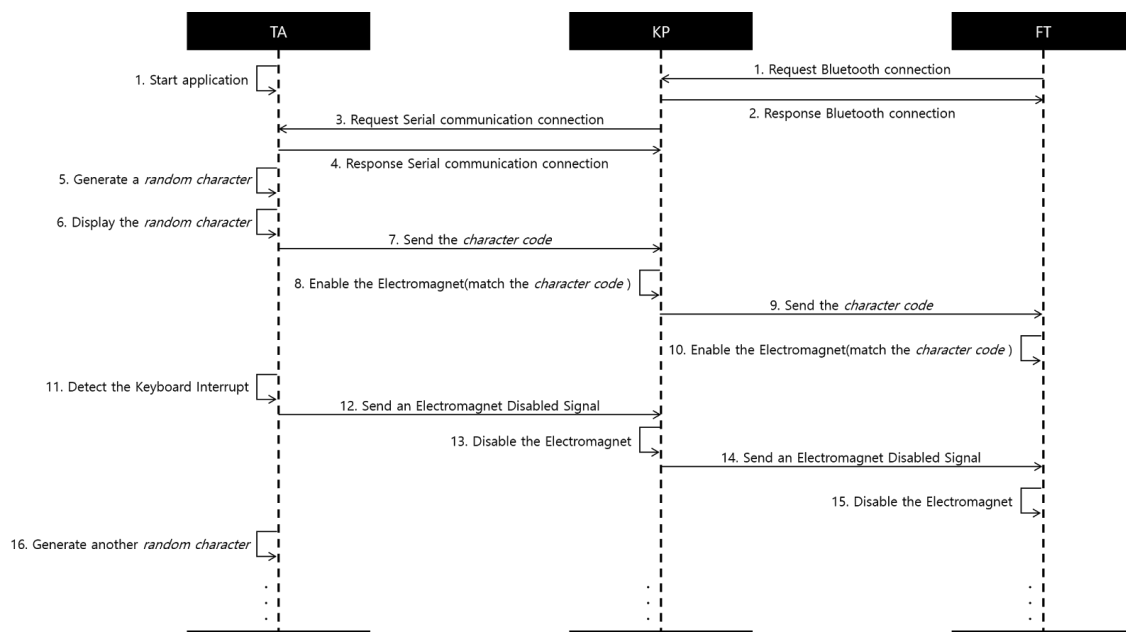 TA
KP
FT
1. Start application
1. Request Bluetooth connection
2. Response Bluetooth connection
3. Request Serial communication connection
4. Response Serial communication connection
5. Generate a random character
6. Display the random character
7. Send the character code
8. Enable the Electromagnet(match the character code )
9. Send the character code
10. Enable the Electromagnet(match the character code )
11. Detect the Keyboard Interrupt
12. Send an Electromagnet Disabled Signal
13. Disable the Electromagnet
14. Send an Electromagnet Disabled Signal
15. Disable the Electromagnet
16. Generate another random character